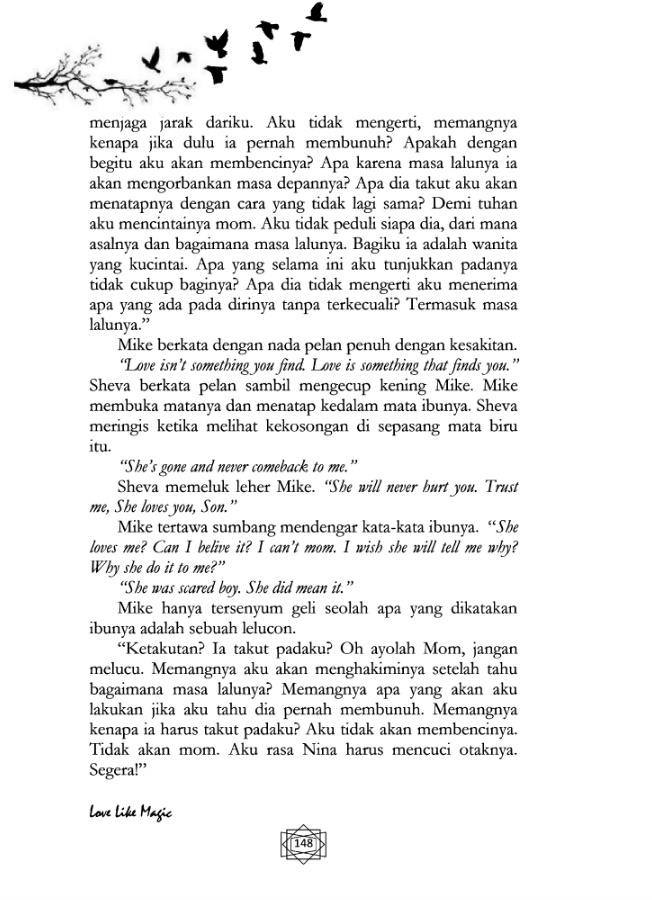 menjaga jarak dariku. Aku tidak mengerti, memangnya
kenapa jika dulu ia pernah membunuh? Apakah dengan
begitu aku akan membencinya? Apa karena masa lalunya ia
akan mengorbankan masa depannya? Apa dia takut aku akan
menatapnya dengan cara yang tidak lagi sama? Demi tuhan
aku mencintainya mom. Aku tidak peduli siapa dia, dari mana
asalnya dan bagaimana masa lalunya. Bagiku ia adalah wanita
yang kucintai. Apa yang selama ini aku tunjukkan padanya
tidak cukup baginya? Apa dia tidak mengerti aku menerima
apa yang ada pada dirinya tanpa terkecuali? Termasuk masa
lalunya.”
Mike berkata dengan nada pelan penuh dengan kesakitan.
“Love isn’t something you find. Love is something that finds you.”
Sheva berkata pelan sambil mengecup kening Mike. Mike
membuka matanya dan menatap kedalam mata ibunya. Sheva
meringis ketika melihat kekosongan di sepasang mata biru
itu.
“She’s gone and never comeback to me.”
Sheva memeluk leher Mike. “She will never hurt you. Trust
me, She loves you, Son.”
Mike tertawa sumbang mendengar kata-kata ibunya. “She
loves me? Can I belive it? I can’t mom. I wish she will tell me why?
Why she do it to me?”
“She was scared boy. She did mean it.”
Mike hanya tersenyum geli seolah apa yang dikatakan
ibunya adalah sebuah lelucon.
“Ketakutan? Ia takut padaku? Oh ayolah Mom, jangan
melucu. Memangnya aku akan menghakiminya setelah tahu
bagaimana masa lalunya? Memangnya apa yang akan aku
lakukan jika aku tahu dia pernah membunuh. Memangnya
kenapa ia harus takut padaku? Aku tidak akan membencinya.
Tidak akan mom. Aku rasa Nina harus mencuci otaknya.
Segera!”
Love Like Magic
148